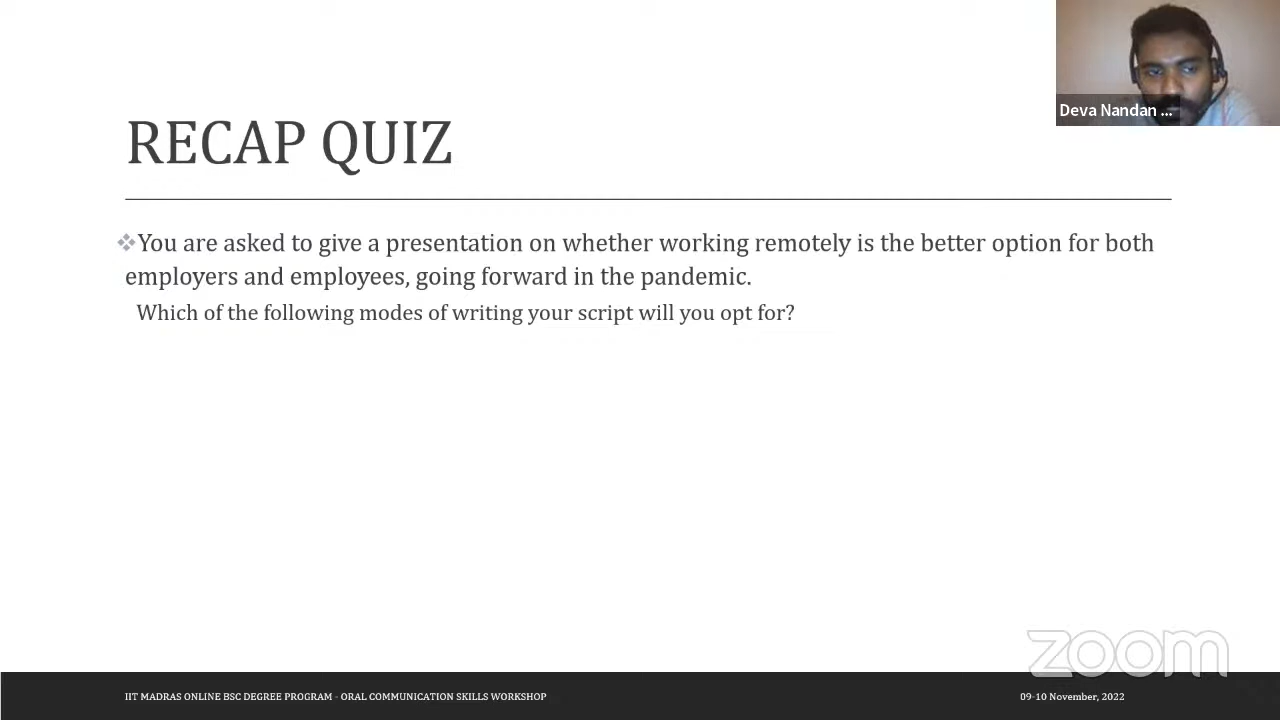 Deva Nandan ...
RECAP QUIZ
❖You are asked to give a presentation on whether working remotely is the better option for both
employers and employees, going forward in the pandemic.
Which of the following modes of writing your script will you opt for?
zoom
IIT MADRAS ONLINE BSC DEGREE PROGRAM - ORAL COMMUNICATION SKILLS WORKSHOP
09-10 November, 2022